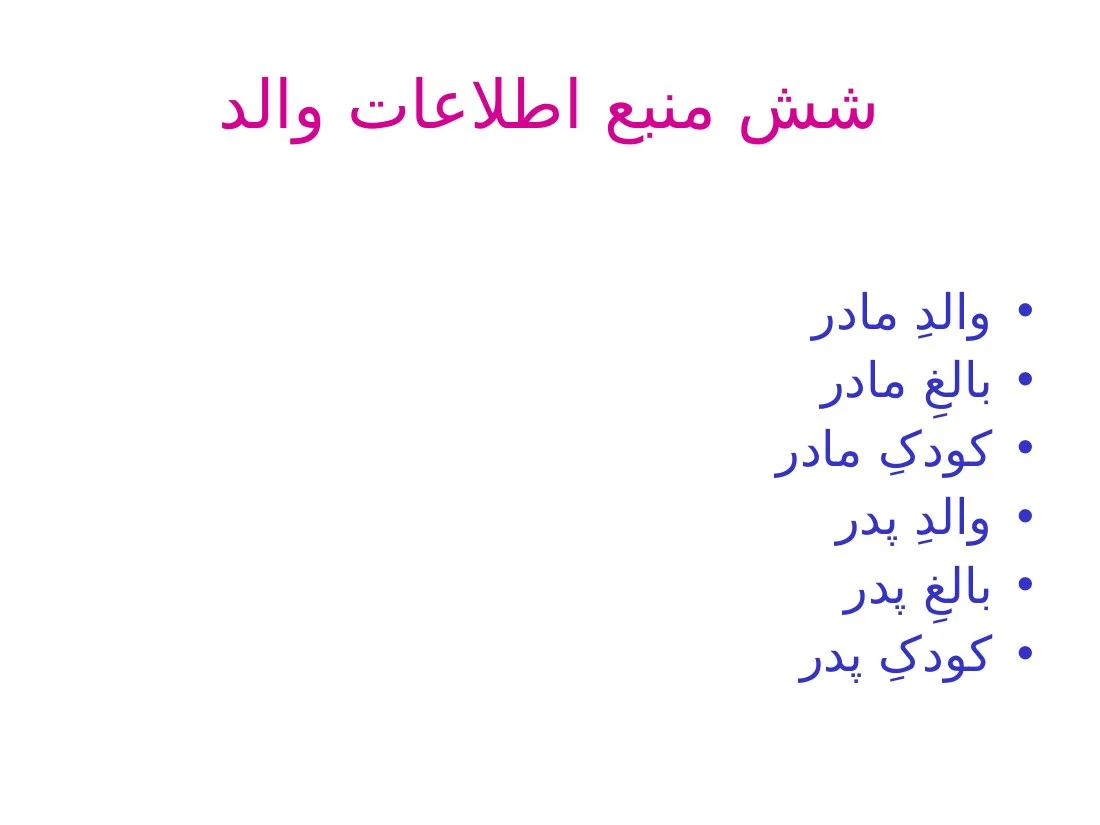 شش منبع اطلاعات والد
• والدِ مادر
• بالغِ مادر
• کودکِ مادر
• والدِ پدر
• بالغِ پدر
• کودکِ پدر